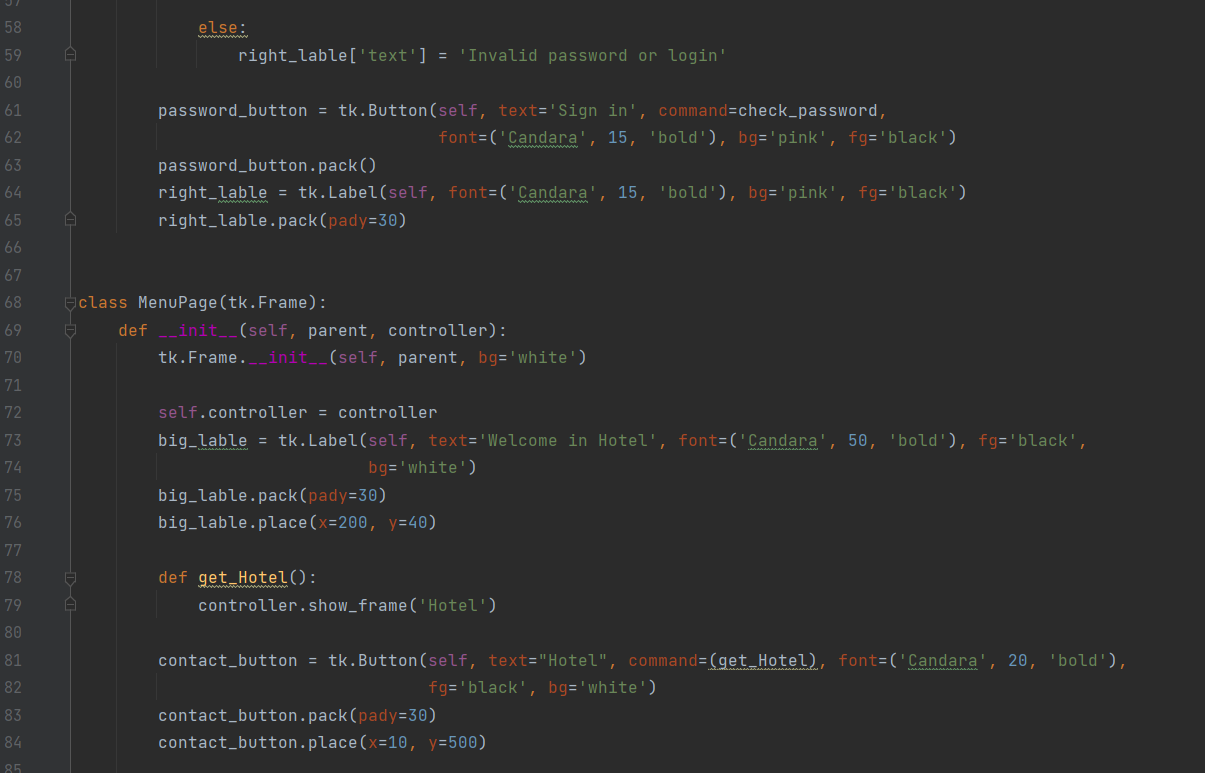 57
58 else:
59 right_lable['text'] = 'Invalid password or login'
60
61 password_button = tk.Button(self, text='Sign in', command=check_password,
62 font=('Candara', 15, 'bold'), bg='pink', fg='black')
63 password_button.pack()
64 right_lable = tk.Label(self, font=('Candara', 15, 'bold'), bg='pink', fg='black')
65 right_lable.pack(pady=30)
66
67
68 class MenuPage(tk.Frame):
69 def __init__(self, parent, controller):
70 tk.Frame.__init__(self, parent, bg='white')
71
72 self.controller = controller
73 big_lable = tk.Label(self, text='Welcome in Hotel', font=('Candara', 50, 'bold'), fg='black',
74 bg='white')
75 big_lable.pack(pady=30)
76 big_lable.place(x=200, y=40)
77
78 def get_Hotel():
79 controller.show_frame('Hotel')
80
81 contact_button = tk.Button(self, text="Hotel", command=(get_Hotel), font=('Candara', 20, 'bold'),
82 fg='black', bg='white')
83 contact_button.pack(pady=30)
84 contact_button.place(x=10, y=500)
85